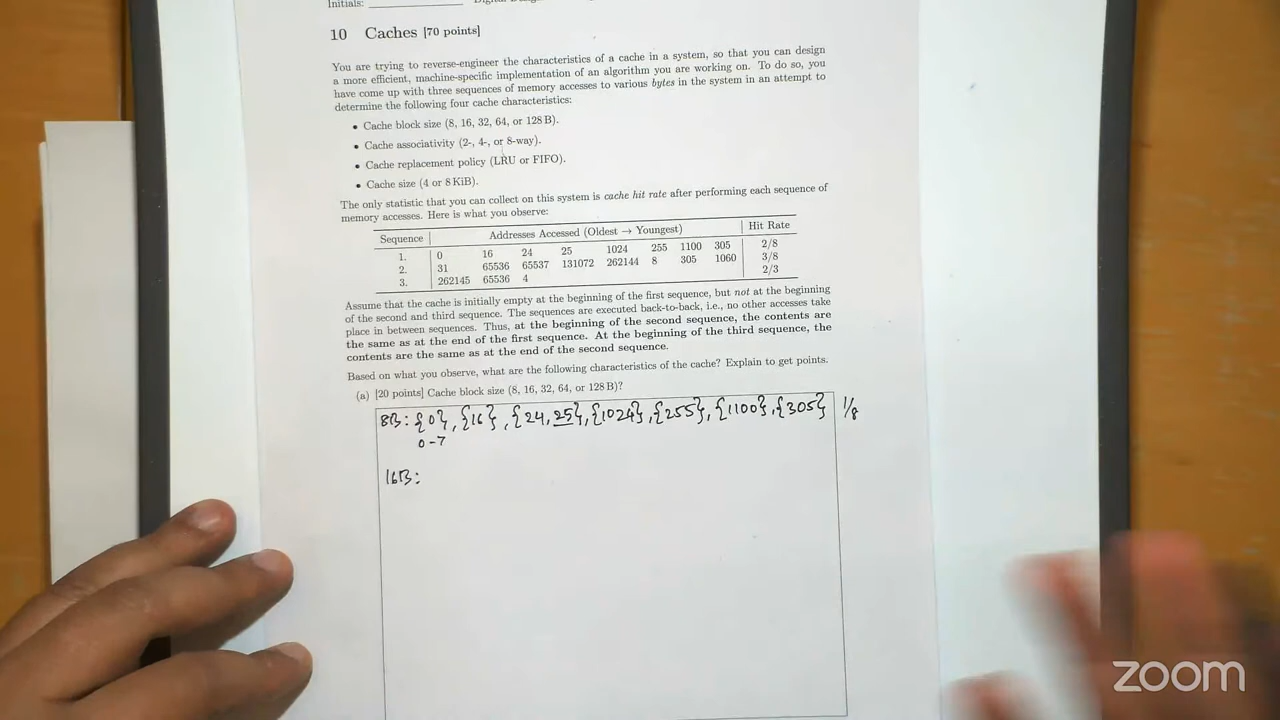 Initials:
10 Caches [70 points]
You are trying to reverse-engineer the characteristics of a cache in a system, so that you can design
a more efficient, machine-specific implementation of an algorithm you are working on. To do so, you
have come up with three sequences of memory accesses to various bytes in the system in an attempt to
determine the following four cache characteristics:
• Cache block size (8, 16, 32, 64, or 128 B).
• Cache associativity (2-, 4-, or 8-way).
• Cache replacement policy (LRU or FIFO).
• Cache size (4 or 8 KiB).
The only statistic that you can collect on this system is cache hit rate after performing each sequence of
memory accesses. Here is what you observe:
Sequence Addresses Accessed (Oldest → Youngest) Hit Rate
1. 0 16 24 25 1024 255 1100 305 2/8
2. 31 65536 65537 131072 262144 8 305 1060 3/8
3. 262145 65536 4 2/3
Assume that the cache is initially empty at the beginning of the first sequence, but not at the beginning
of the second and third sequence. The sequences are executed back-to-back, i.e., no other accesses take
place in between sequences. Thus, at the beginning of the second sequence, the contents are
the same as at the end of the first sequence. At the beginning of the third sequence, the
contents are the same as at the end of the second sequence.
Based on what you observe, what are the following characteristics of the cache? Explain to get points.
(a) [20 points] Cache block size (8, 16, 32, 64, or 128 B)?
8B: {0}, {16}, {24, 25}, {1024}, {255}, {1100}, {305} 1/8
0-7
16B:
zoom